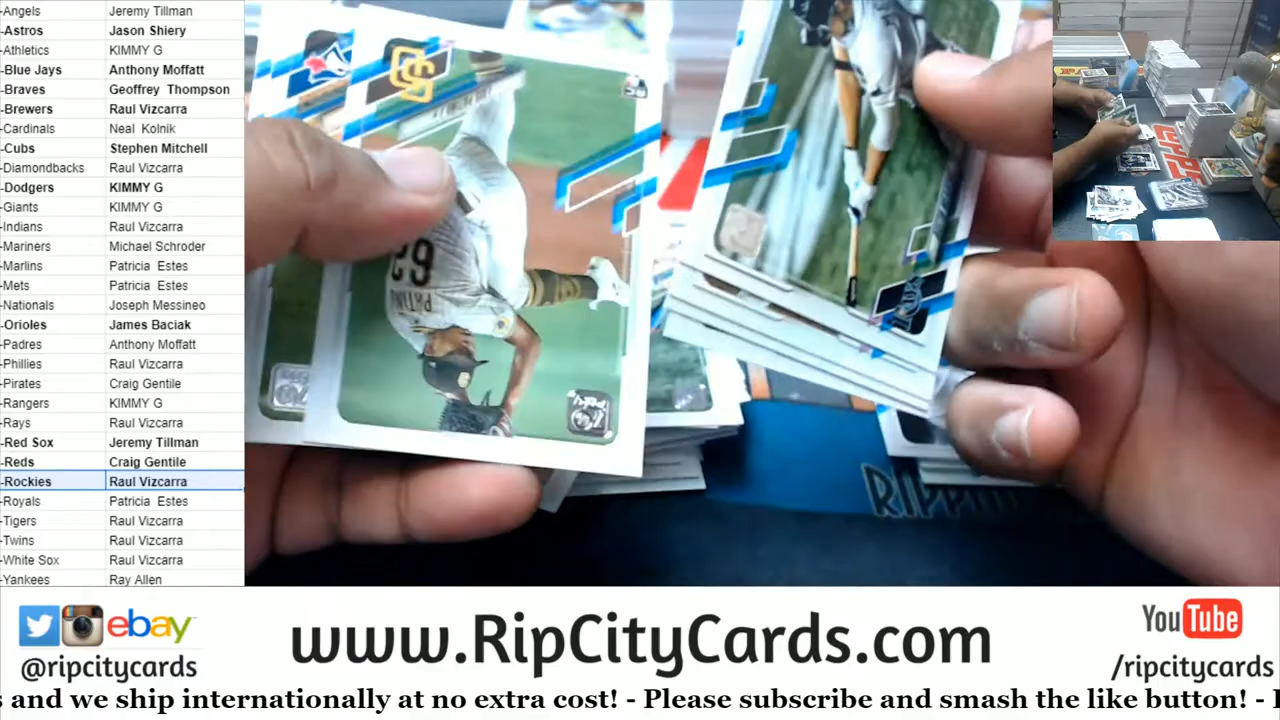 -Angels Jeremy Tillman
-Astros Jason Shiery
-Athletics KIMMY G
-Blue Jays Anthony Moffatt
-Braves Geoffrey Thompson
-Brewers Raul Vizcarra
-Cardinals Neal Kolnik
-Cubs Stephen Mitchell
-Diamondbacks Raul Vizcarra
-Dodgers KIMMY G
-Giants KIMMY G
-Indians Raul Vizcarra
-Mariners Michael Schroder
-Marlins Patricia Estes
-Mets Patricia Estes
-Nationals Joseph Messineo
-Orioles James Baciak
-Padres Anthony Moffatt
-Phillies Raul Vizcarra
-Pirates Craig Gentile
-Rangers KIMMY G
-Rays Raul Vizcarra
-Red Sox Jeremy Tillman
-Reds Craig Gentile
-Rockies Raul Vizcarra
-Royals Patricia Estes
-Tigers Raul Vizcarra
-Twins Raul Vizcarra
-White Sox Raul Vizcarra
-Yankees Ray Allen
SD
PATIÑO
RIPPIN
ebay
@ripcitycards
www.RipCityCards.com
YouTube
/ripcitycards
s and we ship internationally at no extra cost! - Please subscribe and smash the like button! -